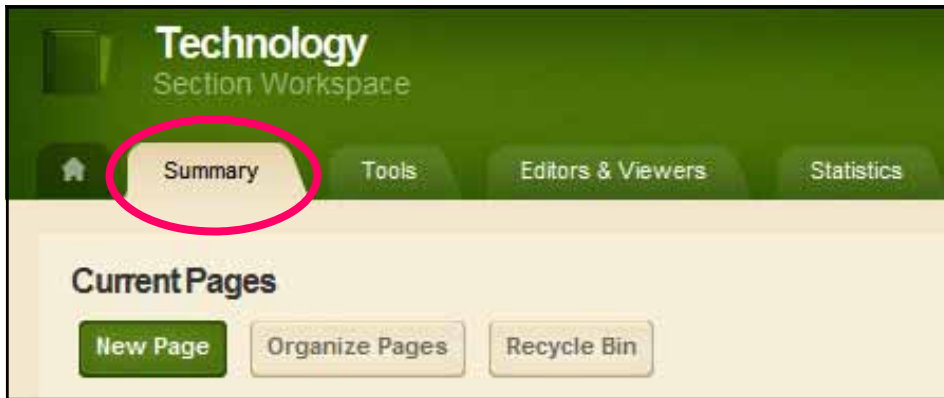 Technology
Section Workspace
Summary Tools Editors & Viewers Statistics
Current Pages
New Page Organize Pages Recycle Bin